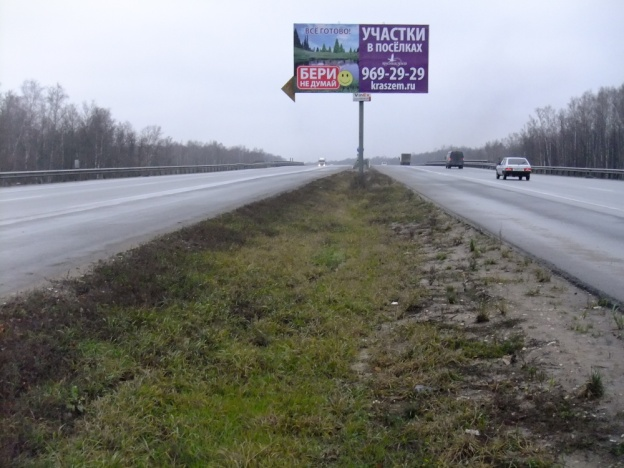 ВСЁ ГОТОВО!
БЕРИ
НЕ ДУМАЙ
УЧАСТКИ
В ПОСЁЛКАХ
969-29-29
kraszem.ru